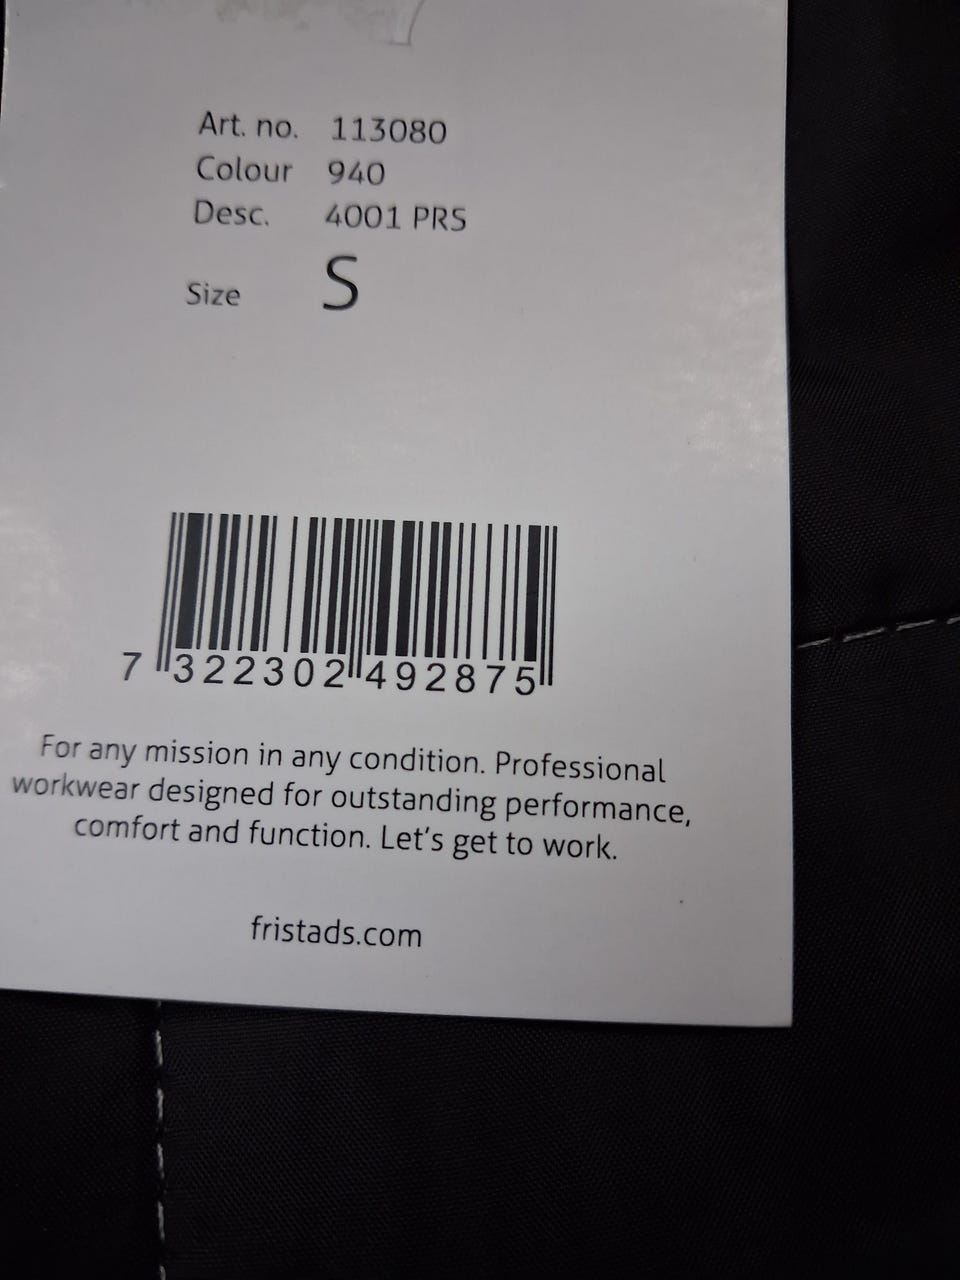 Art. no. 113080
Colour 940
Desc. 4001 PRS
Size S
7 322302 492875
For any mission in any condition. Professional
workwear designed for outstanding performance,
comfort and function. Let's get to work.
fristads.com